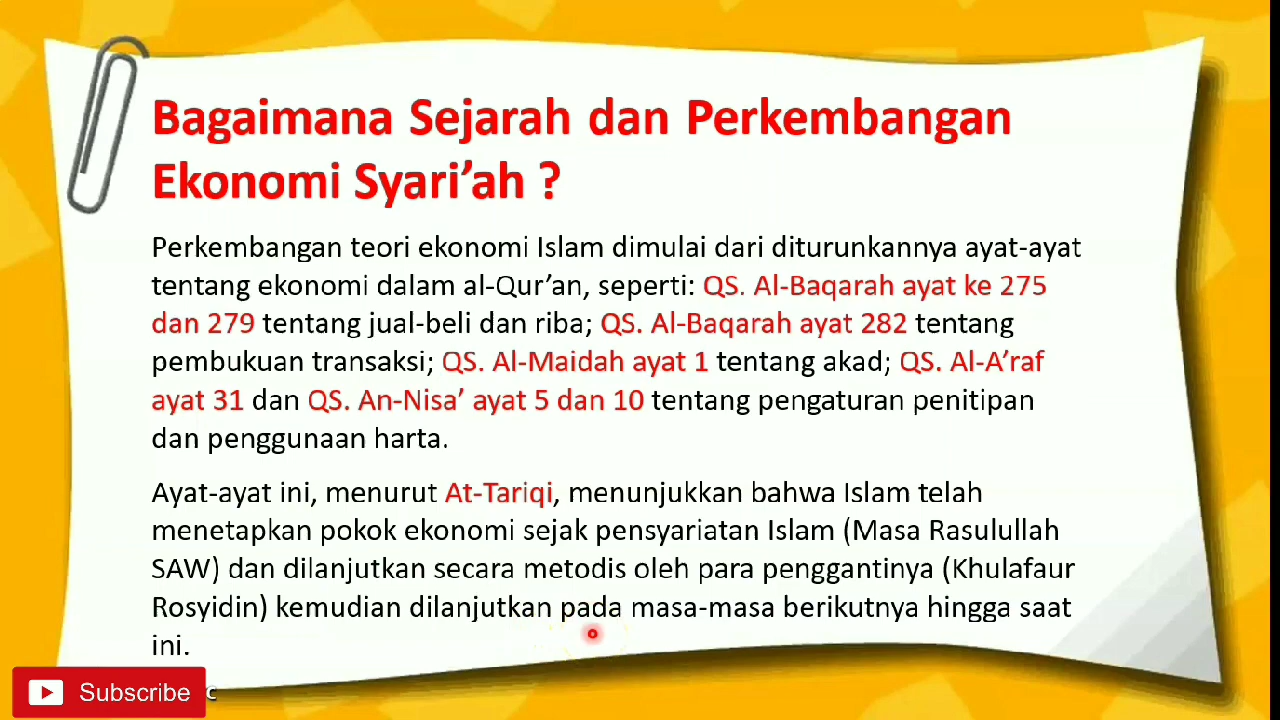 Bagaimana Sejarah dan Perkembangan
Ekonomi Syari’ah ?
Perkembangan teori ekonomi Islam dimulai dari diturunkannya ayat-ayat
tentang ekonomi dalam al-Qur’an, seperti: QS. Al-Baqarah ayat ke 275
dan 279 tentang jual-beli dan riba; QS. Al-Baqarah ayat 282 tentang
pembukuan transaksi; QS. Al-Maidah ayat 1 tentang akad; QS. Al-A’raf
ayat 31 dan QS. An-Nisa’ ayat 5 dan 10 tentang pengaturan penitipan
dan penggunaan harta.
Ayat-ayat ini, menurut At-Tariqi, menunjukkan bahwa Islam telah
menetapkan pokok ekonomi sejak pensyariatan Islam (Masa Rasulullah
SAW) dan dilanjutkan secara metodis oleh para penggantinya (Khulafaur
Rosyidin) kemudian dilanjutkan pada masa-masa berikutnya hingga saat
ini.
Subscribe